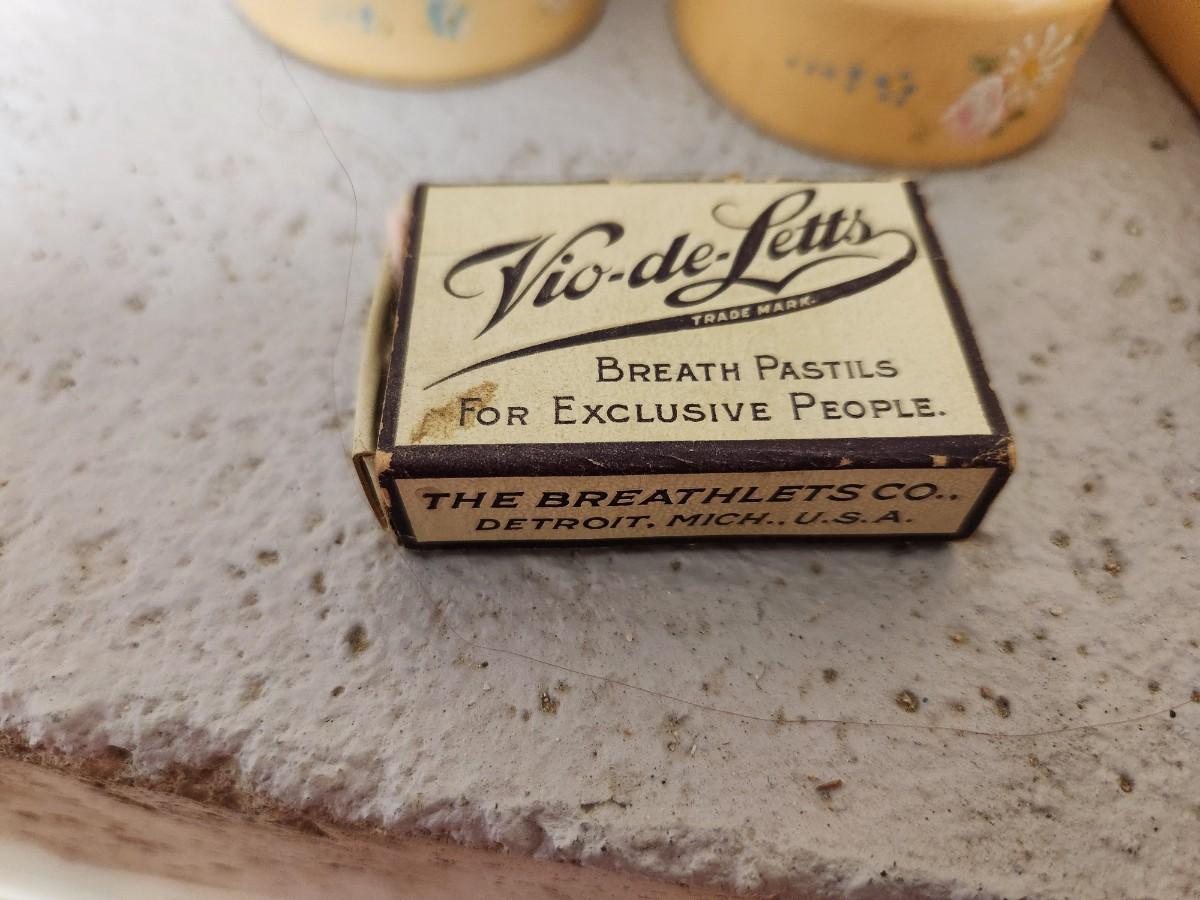 Vio-de-Letts
TRADE MARK.
BREATH PASTILS
FOR EXCLUSIVE PEOPLE.
THE BREATHLETS CO.,
DETROIT, MICH., U.S.A.